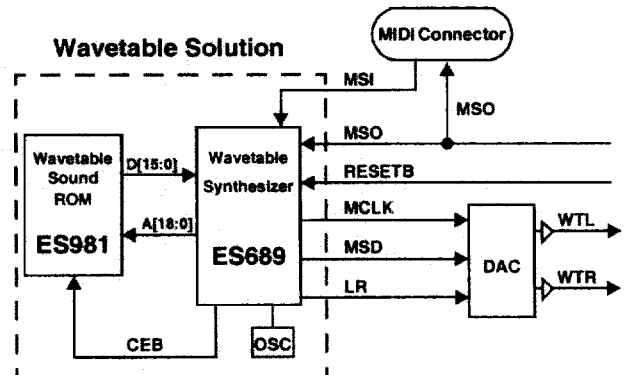 Wavetable Solution
MIDI Connector
MSI
MSO
MSO
RESETB
Wavetable
Sound
ROM
ES981
D[15:0]
A[18:0]
Wavetable
Synthesizer
ES689
MCLK
MSD
LR
DAC
WTL
WTR
CEB
OSC